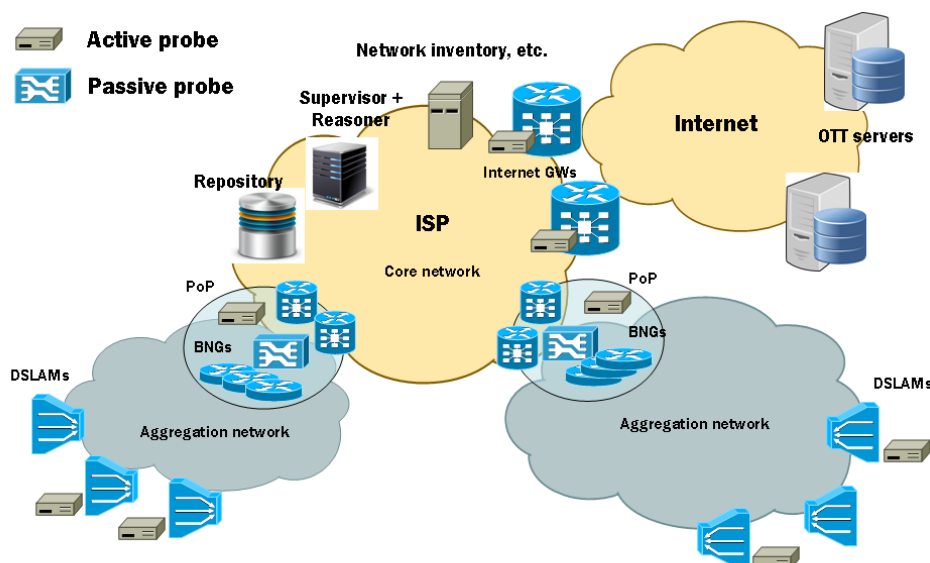 Active probe
Passive probe
Network inventory, etc.
Supervisor +
Reasoner
Internet
OTT servers
Repository
Internet GWs
ISP
Core network
PoP
PoP
BNGs
BNGs
DSLAMs
DSLAMs
Aggregation network
Aggregation network